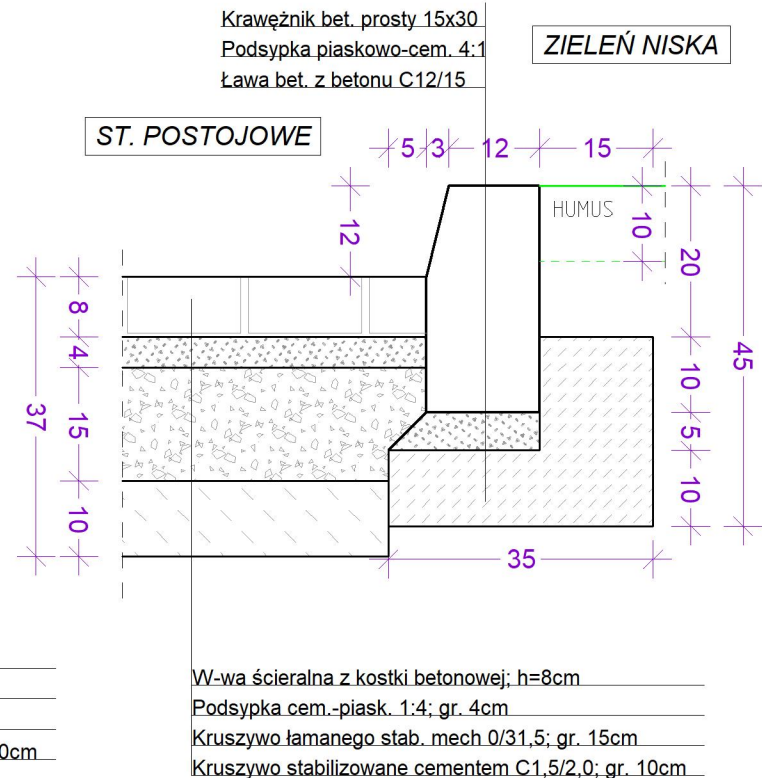 Krawężnik bet. prosty 15x30
Podsypka piaskowo-cem. 4:1
Ława bet. z betonu C12/15
ZIELEŃ NISKA
ST. POSTOJOWE
5 3 12 15
12
HUMUS
10
20
8
4
15
10
37
10
5
10
45
35
W-wa ścieralna z kostki betonowej; h=8cm
Podsypka cem.-piask. 1:4; gr. 4cm
Kruszywo łamanego stab. mech 0/31,5; gr. 15cm
0cm
Kruszywo stabilizowane cementem C1,5/2,0; gr. 10cm